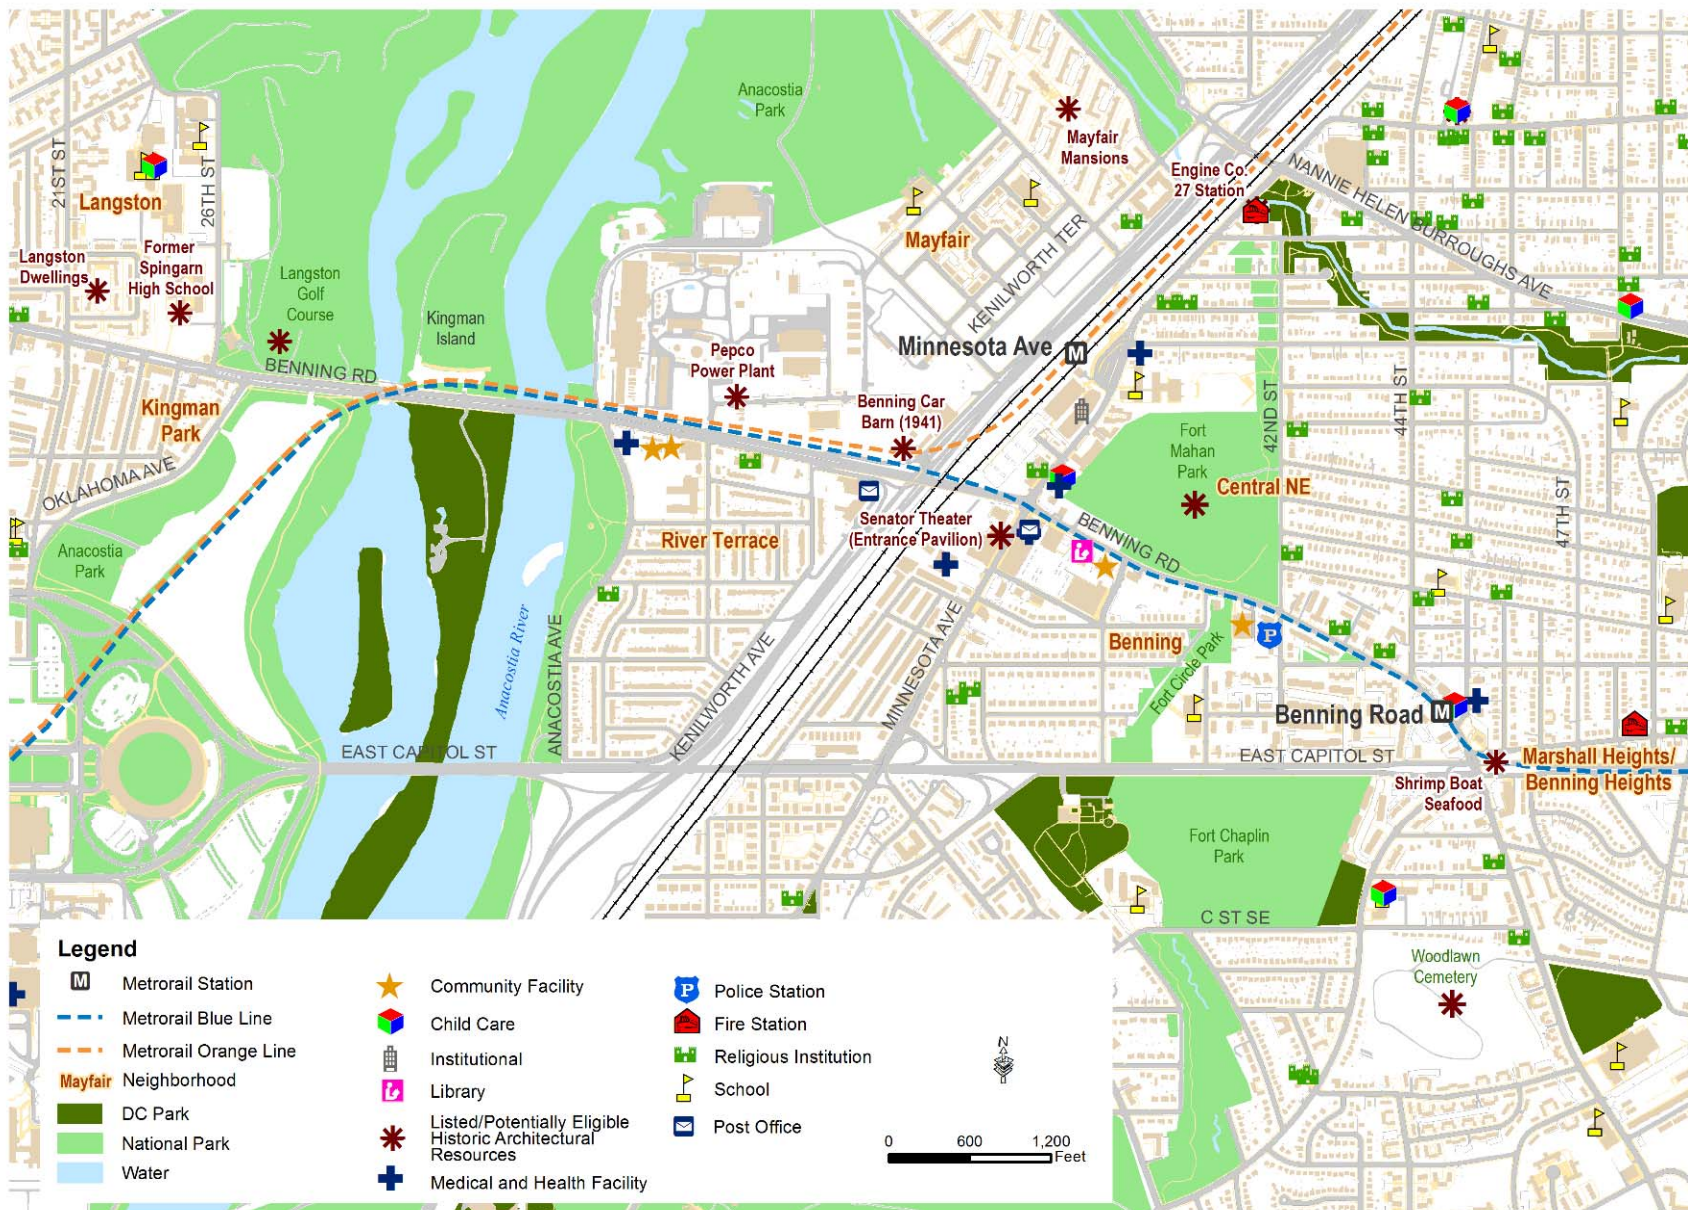 Anacostia
Park
Mayfair
Mansions
Engine Co.
27 Station
NANNIE HELEN BURROUGHS AVE
21ST ST
26TH ST
Langston
Langston
Dwellings
Former
Spingarn
High School
Langston
Golf
Course
Kingman
Island
Mayfair
KENILWORTH TER
Minnesota Ave
M
BENNING RD
Pepco
Power Plant
Kingman
Park
Benning Car
Barn (1941)
42ND ST
44TH ST
47TH ST
Fort
Mahan
Park
Central NE
OKLAHOMA AVE
Anacostia
Park
River Terrace
Senator Theater
(Entrance Pavilion)
BENNING RD
Anacostia River
ANACOSTIA AVE
KENILWORTH AVE
MINNESOTA AVE
Benning
Fort Circle Park
P
Benning Road
M
EAST CAPITOL ST
EAST CAPITOL ST
Marshall Heights/
Benning Heights
Shrimp Boat
Seafood
Fort Chaplin
Park
C ST SE
Woodlawn
Cemetery
Legend
M Metrorail Station
Metrorail Blue Line
Metrorail Orange Line
Mayfair Neighborhood
DC Park
National Park
Water
Community Facility
Child Care
Institutional
Library
Listed/Potentially Eligible
Historic Architectural
Resources
Medical and Health Facility
P Police Station
Fire Station
Religious Institution
School
Post Office
N
0 600 1,200
Feet